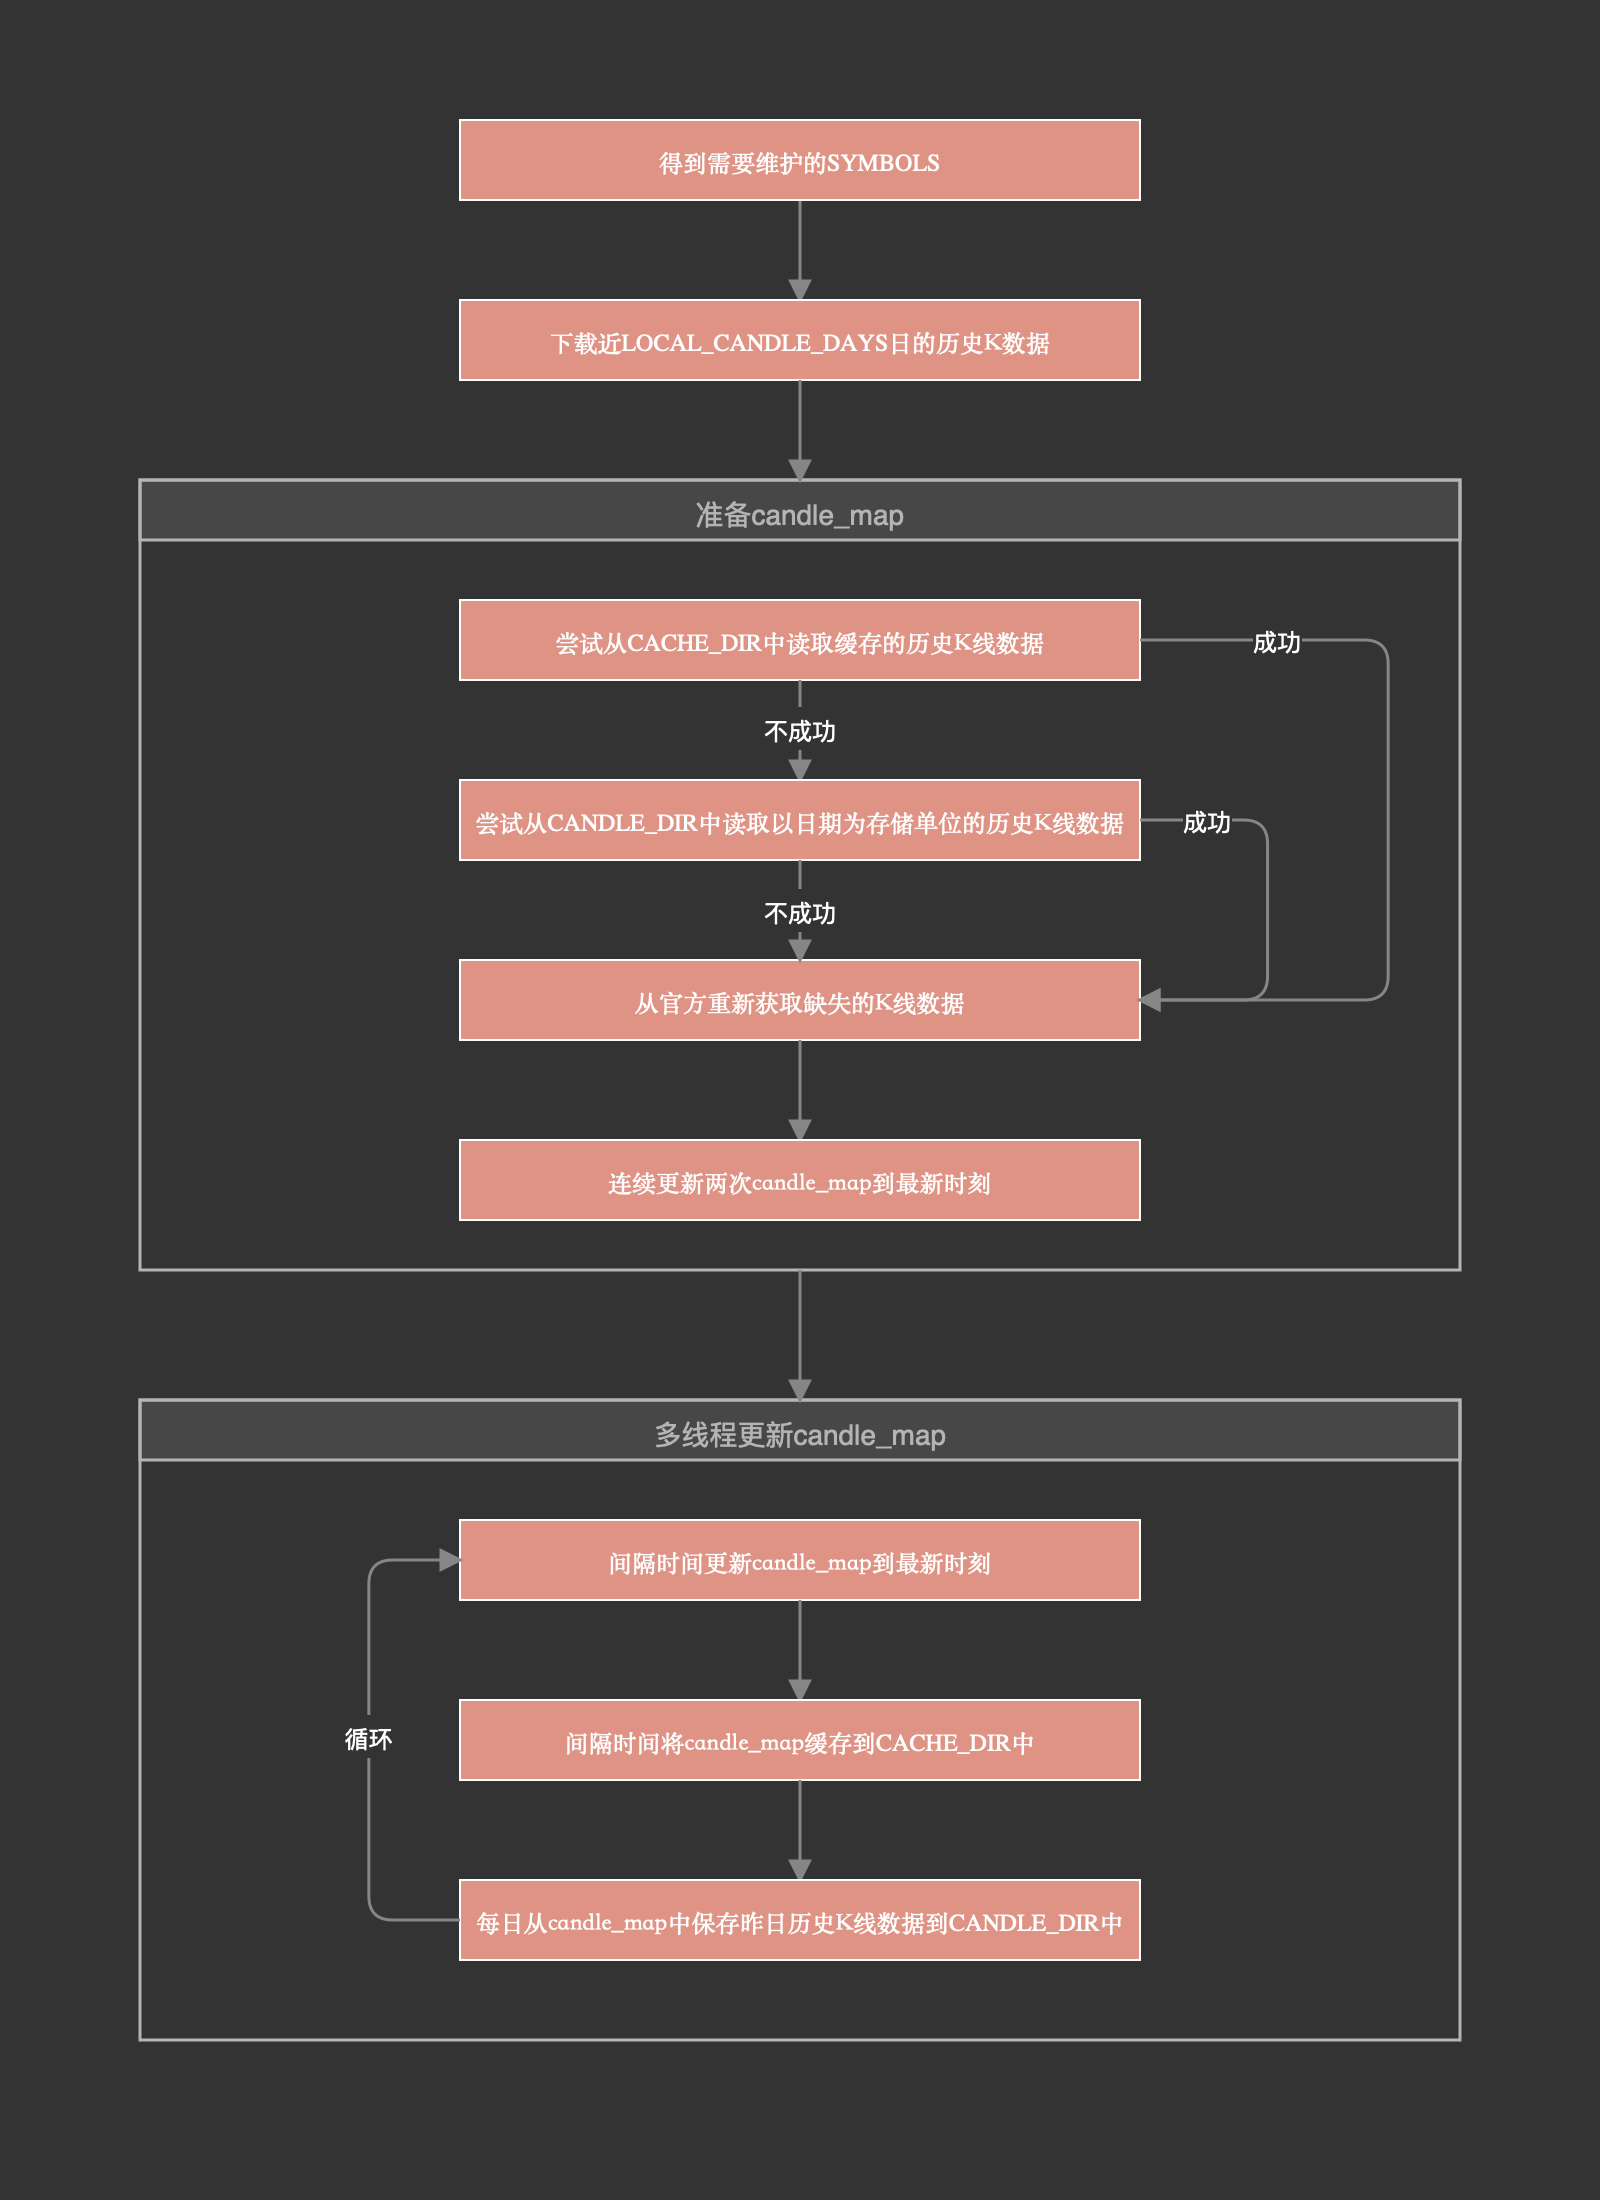 得到需要维护的SYMBOLS
下载近LOCAL_CANDLE_DAYS日的历史K数据
准备candle_map
尝试从CACHE_DIR中读取缓存的历史K线数据
成功
不成功
尝试从CANDLE_DIR中读取以日期为存储单位的历史K线数据
成功
不成功
从官方重新获取缺失的K线数据
连续更新两次candle_map到最新时刻
多线程更新candle_map
间隔时间更新candle_map到最新时刻
循环
间隔时间将candle_map缓存到CACHE_DIR中
每日从candle_map中保存昨日历史K线数据到CANDLE_DIR中